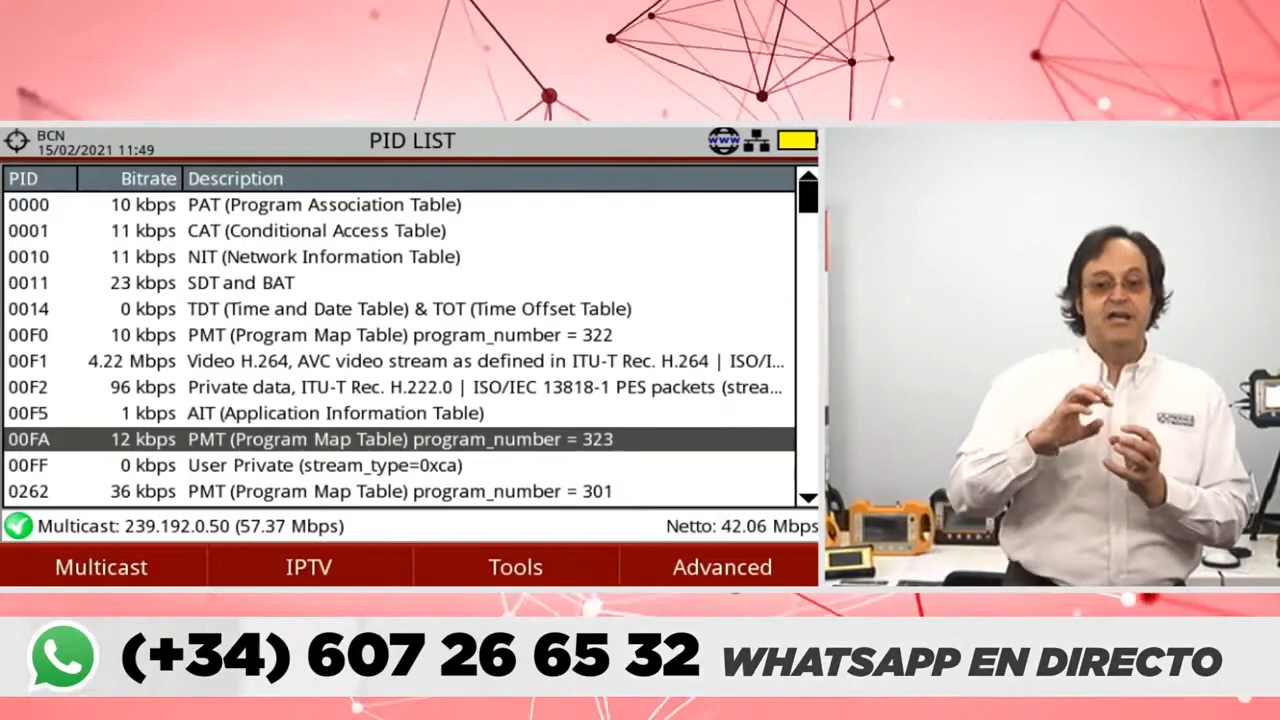 BCN
15/02/2021 11:49
PID LIST
www
PID Bitrate Description
0000 10 kbps PAT (Program Association Table)
0001 11 kbps CAT (Conditional Access Table)
0010 11 kbps NIT (Network Information Table)
0011 23 kbps SDT and BAT
0014 0 kbps TDT (Time and Date Table) & TOT (Time Offset Table)
00F0 10 kbps PMT (Program Map Table) program_number = 322
00F1 4.22 Mbps Video H.264, AVC video stream as defined in ITU-T Rec. H.264 | ISO/I...
00F2 96 kbps Private data, ITU-T Rec. H.222.0 | ISO/IEC 13818-1 PES packets (strea...
00F5 1 kbps AIT (Application Information Table)
00FA 12 kbps PMT (Program Map Table) program_number = 323
00FF 0 kbps User Private (stream_type=0xca)
0262 36 kbps PMT (Program Map Table) program_number = 301
Multicast: 239.192.0.50 (57.37 Mbps) Netto: 42.06 Mbps
Multicast IPTV Tools Advanced
(+34) 607 26 65 32 WHATSAPP EN DIRECTO